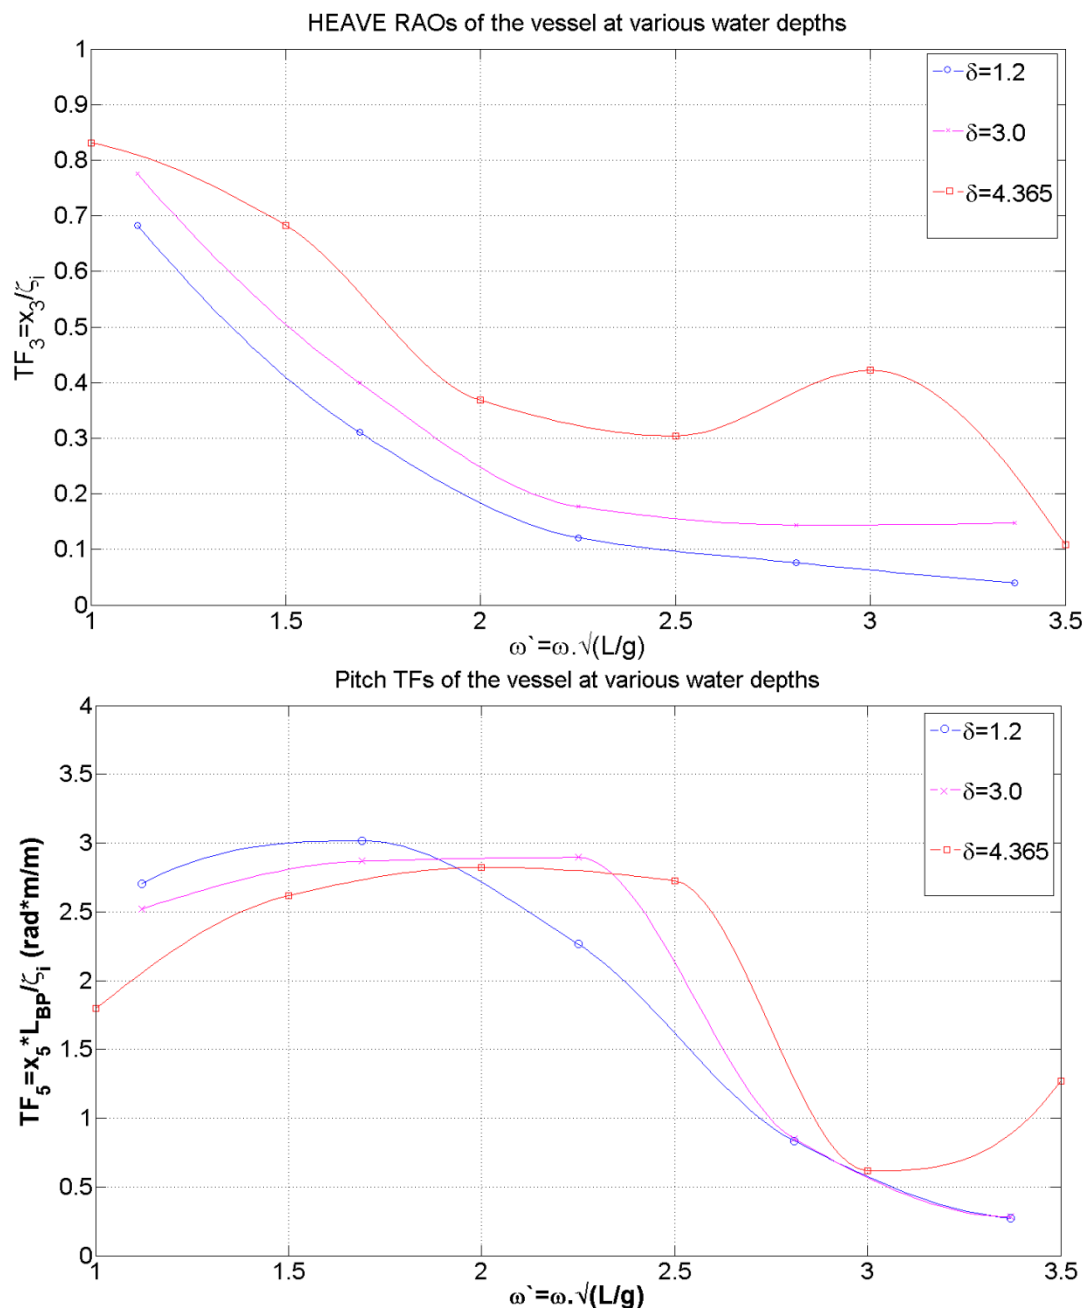 HEAVE RAOs of the vessel at various water depths
1
0.9
0.8
0.7
0.6
0.5
0.4
0.3
0.2
0.1
0
TF3=x3/ζi
δ=1.2
δ=3.0
δ=4.365
1 1.5 2 2.5 3 3.5
ω`=ω.√(L/g)
Pitch TFs of the vessel at various water depths
4
3.5
3
2.5
2
1.5
1
0.5
0
TF5=x5*LBP/ζi (rad*m/m)
δ=1.2
δ=3.0
δ=4.365
1 1.5 2 2.5 3 3.5
ω`=ω.√(L/g)